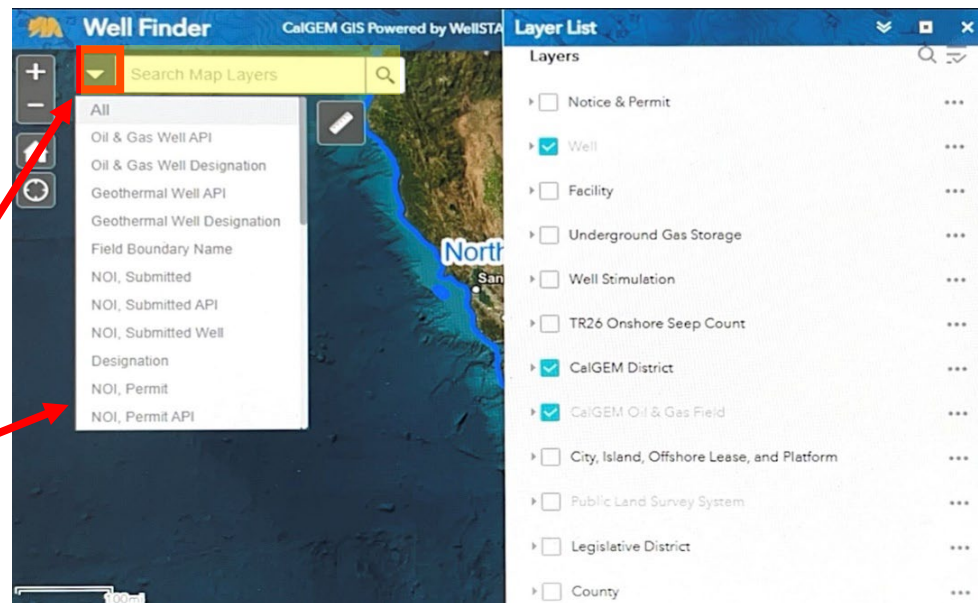 Well Finder
CalGEM GIS Powered by WellSTA
Search Map Layers
All
Oil & Gas Well API
Oil & Gas Well Designation
Geothermal Well API
Geothermal Well Designation
Field Boundary Name
NOI, Submitted
NOI, Submitted API
NOI, Submitted Well
Designation
NOI, Permit
NOI, Permit API
North
San
100mi
Layer List
Layers
Notice & Permit
Well
Facility
Underground Gas Storage
Well Stimulation
TR26 Onshore Seep Count
CalGEM District
CalGEM Oil & Gas Field
City, Island, Offshore Lease, and Platform
Public Land Survey System
Legislative District
County